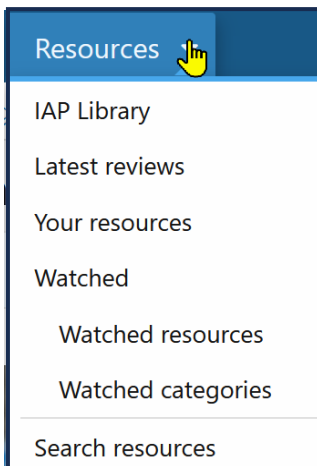 Resources
IAP Library
Latest reviews
Your resources
Watched
Watched resources
Watched categories
Search resources